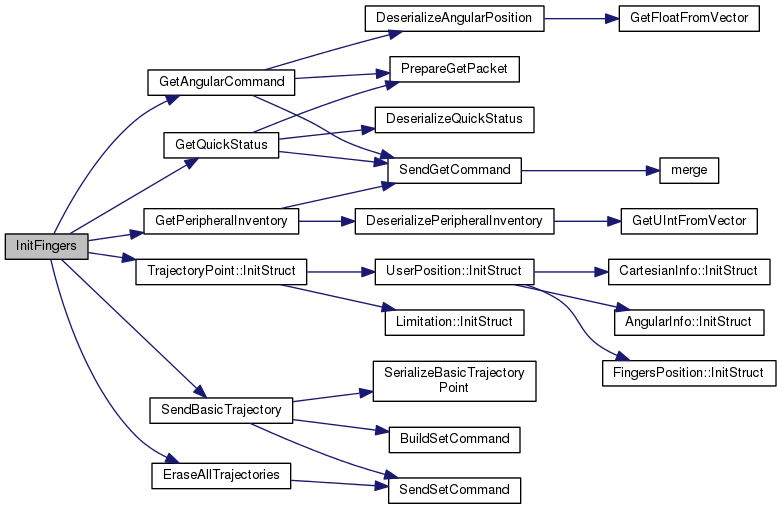 DeserializeAngularPosition
GetFloatFromVector
GetAngularCommand
PrepareGetPacket
DeserializeQuickStatus
GetQuickStatus
SendGetCommand
merge
GetPeripheralInventory
DeserializePeripheralInventory
GetUIntFromVector
InitFingers
TrajectoryPoint::InitStruct
UserPosition::InitStruct
CartesianInfo::InitStruct
Limitation::InitStruct
AngularInfo::InitStruct
FingersPosition::InitStruct
SerializeBasicTrajectory
Point
SendBasicTrajectory
BuildSetCommand
EraseAllTrajectories
SendSetCommand